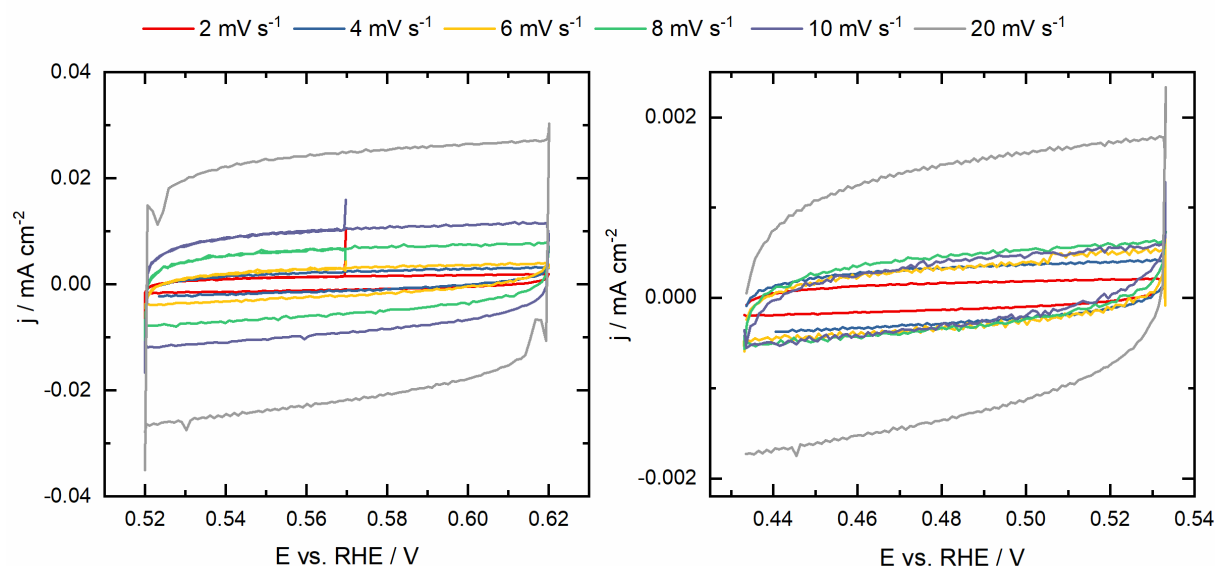 2 mV s⁻¹ 4 mV s⁻¹ 6 mV s⁻¹ 8 mV s⁻¹ 10 mV s⁻¹ 20 mV s⁻¹
0.04
0.02
0.00
-0.02
-0.04
j / mA cm⁻²
0.52 0.54 0.56 0.58 0.60 0.62
E vs. RHE / V
0.002
0.000
-0.002
j / mA cm⁻²
0.44 0.46 0.48 0.50 0.52 0.54
E vs. RHE / V